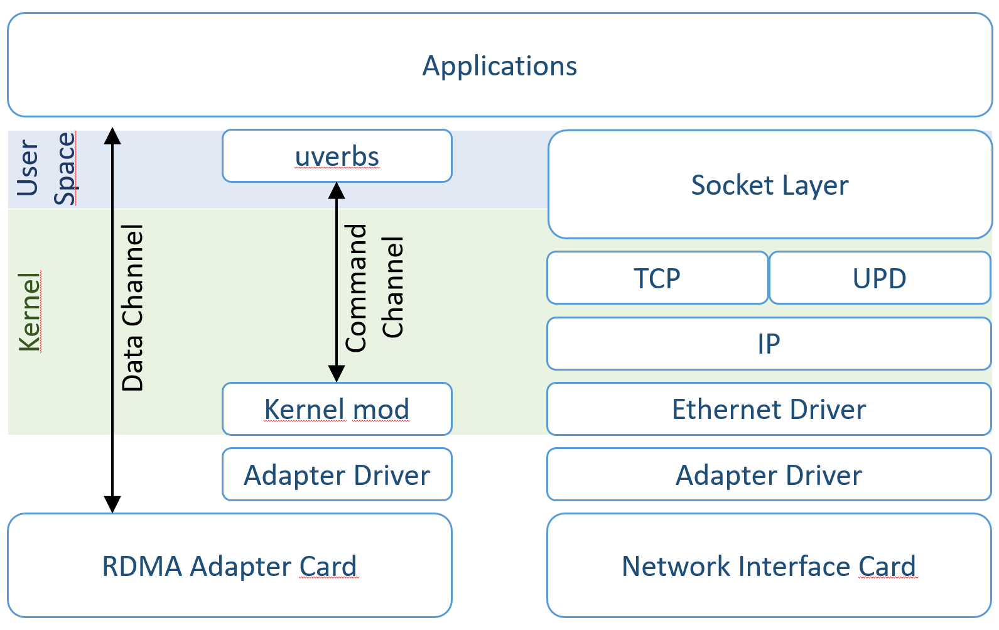 Applications
User
Space
uverbs
Socket Layer
Kernel
Data Channel
Command
Channel
TCP
UPD
IP
Kernel mod
Ethernet Driver
Adapter Driver
Adapter Driver
RDMA Adapter Card
Network Interface Card